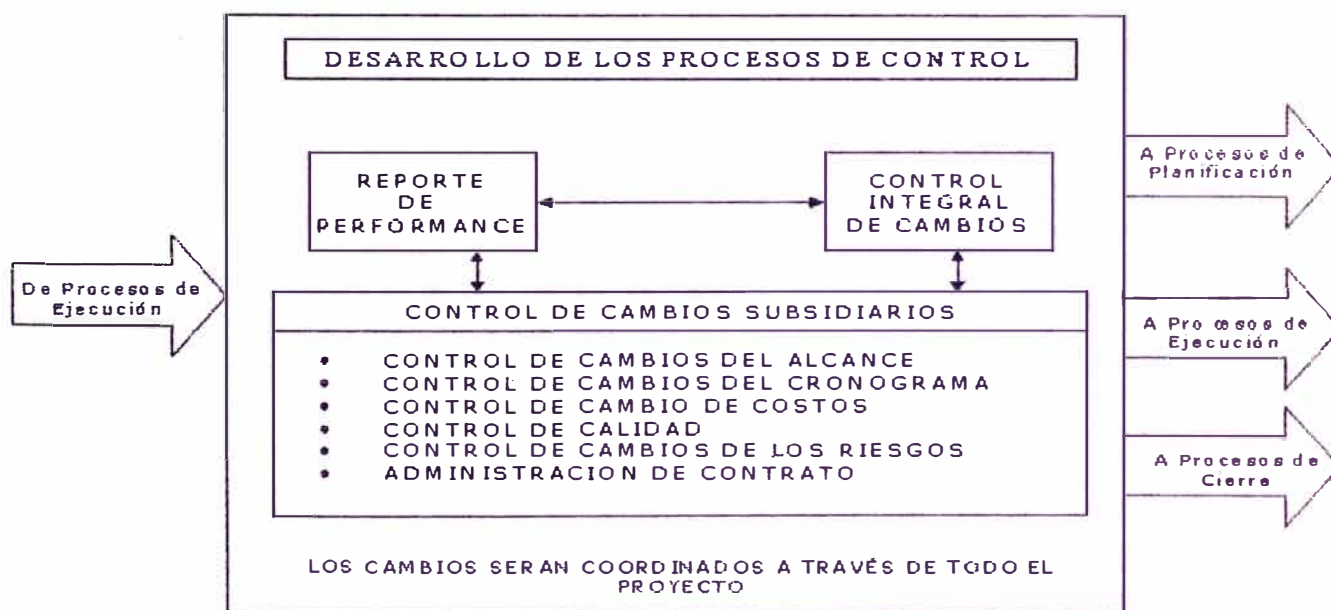 DESARROLLO DE LOS PROCESOS DE CONTROL
REPORTE
DE
PERFORMANCE
CONTROL
INTEGRAL
DE CAMBIOS
De Procesos de
Ejecución
CONTROL DE CAMBIOS SUBSIDIARIOS
• CONTROL DE CAMBIOS DEL ALCANCE
• CONTROL DE CAMBIOS DEL CRONOGRAMA
• CONTROL DE CAMBIO DE COSTOS
• CONTROL DE CALIDAD
• CONTROL DE CAMBIOS DE LOS RIESGOS
• ADMINISTRACION DE CONTRATO
A Procesos de
Planificación
A Procesos de
Ejecución
A Procesos de
Cierre
LOS CAMBIOS SERAN COORDINADOS A TRAVÉS DE TODO EL
PROYECTO